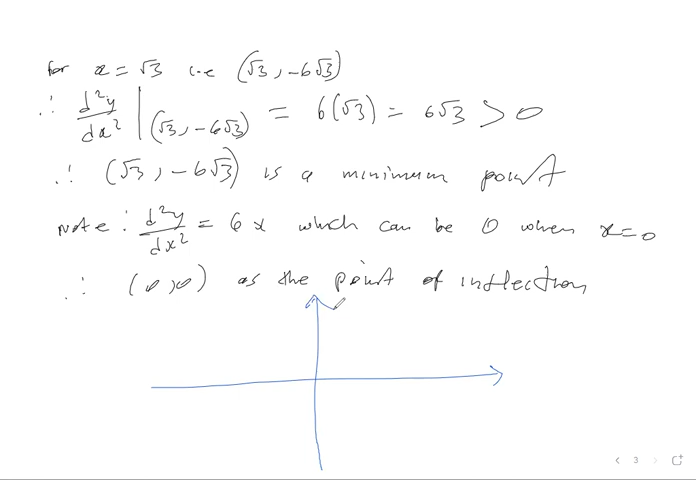 for x = √3 i.e (√3, -6√3)
∴ d²y/dx² | (√3, -6√3) = 6(√3) = 6√3 > 0
∴ (√3, -6√3) is a minimum point
Note: d²y/dx² = 6x which can be 0 when x=0
∴ (0,0) as the point of inflection
3